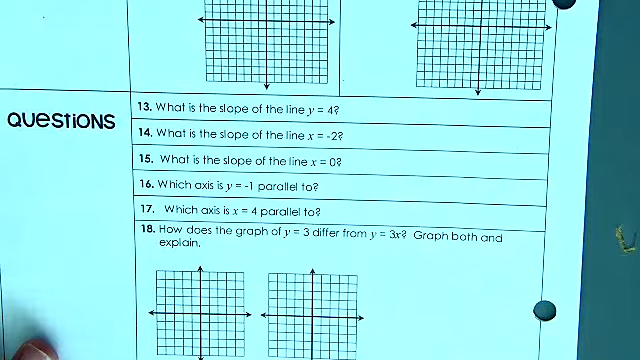 QUESTIONS
13. What is the slope of the line y = 4?
14. What is the slope of the line x = -2?
15. What is the slope of the line x = 0?
16. Which axis is y = -1 parallel to?
17. Which axis is x = 4 parallel to?
18. How does the graph of y = 3 differ from y = 3x? Graph both and
explain.